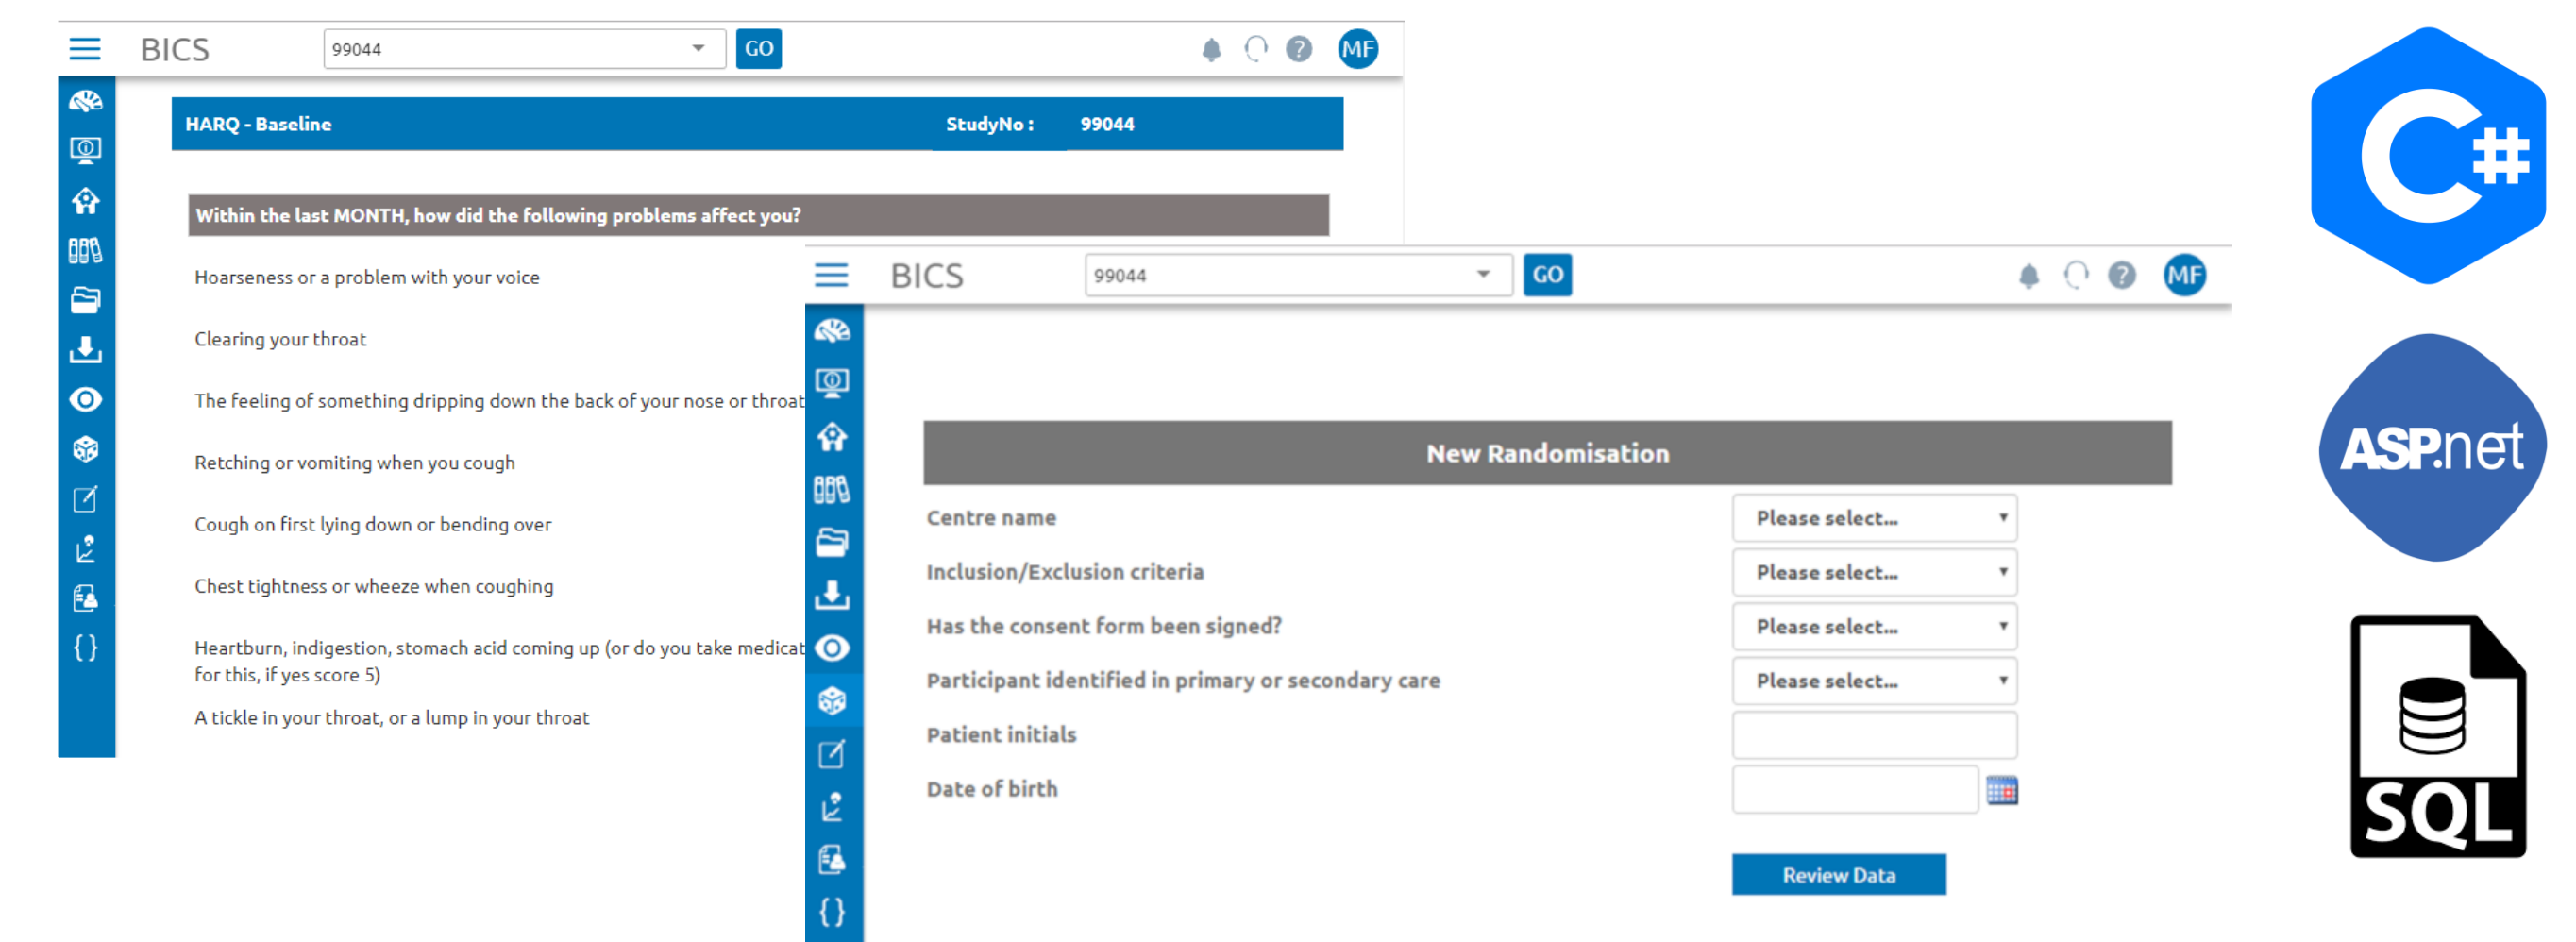 BICS
99044
GO
?
MF
HARQ - Baseline
StudyNo :
99044
Within the last MONTH, how did the following problems affect you?
Hoarseness or a problem with your voice
Clearing your throat
The feeling of something dripping down the back of your nose or throat
Retching or vomiting when you cough
Cough on first lying down or bending over
Chest tightness or wheeze when coughing
Heartburn, indigestion, stomach acid coming up (or do you take medicat
for this, if yes score 5)
A tickle in your throat, or a lump in your throat
{ }
BICS
99044
GO
?
MF
New Randomisation
Centre name
Please select...
Inclusion/Exclusion criteria
Please select...
Has the consent form been signed?
Please select...
Participant identified in primary or secondary care
Please select...
Patient initials
Date of birth
Review Data
{ }
C#
ASP.net
SQL